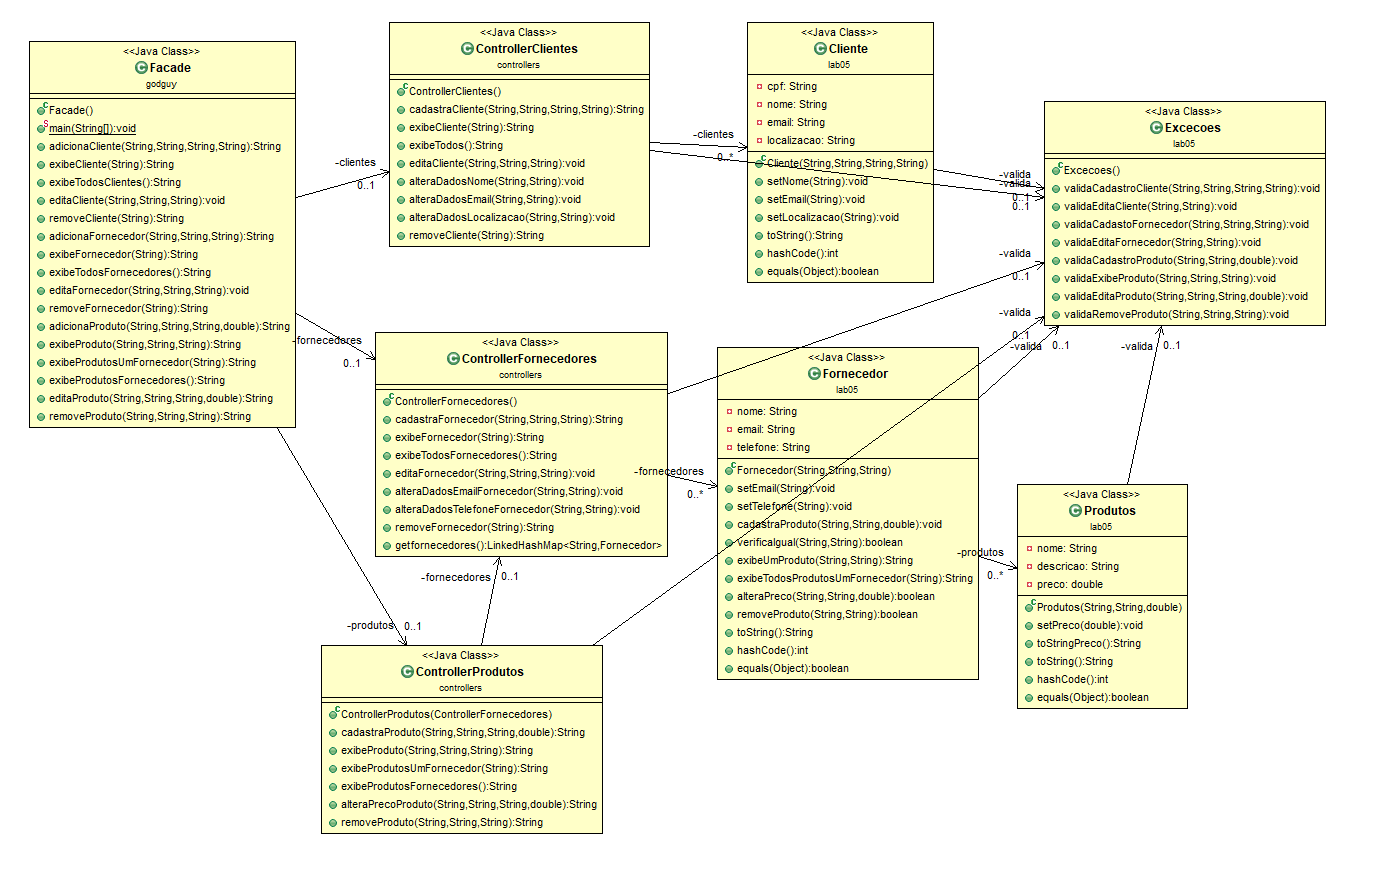 <<Java Class>>
Facade
godguy
Facade()
main(String[]):void
adicionaCliente(String,String,String,String):String
exibeCliente(String):String
exibeTodosClientes():String
editaCliente(String,String,String):void
removeCliente(String):String
adicionaFornecedor(String,String,String):String
exibeFornecedor(String):String
exibeTodosFornecedores():String
editaFornecedor(String,String,String):void
removeFornecedor(String):String
adicionaProduto(String,String,String,double):String
exibeProduto(String,String,String):String
exibeProdutosUmFornecedor(String):String
exibeProdutosFornecedores():String
editaProduto(String,String,String,double):String
removeProduto(String,String,String):String
-clientes
0..1
-fornecedores
0..1
-produtos
0..1
<<Java Class>>
ControllerClientes
controllers
ControllerClientes()
cadastraCliente(String,String,String,String):String
exibeCliente(String):String
exibeTodos():String
editaCliente(String,String,String):void
alteraDadosNome(String,String):void
alteraDadosEmail(String,String):void
alteraDadosLocalizacao(String,String):void
removeCliente(String):String
-clientes
0..*
-valida
0..1
<<Java Class>>
Cliente
lab05
cpf: String
nome: String
email: String
localizacao: String
Cliente(String,String,String,String)
setNome(String):void
setEmail(String):void
setLocalizacao(String):void
toString():String
hashCode():int
equals(Object):boolean
-valida
0..1
<<Java Class>>
Excecoes
lab05
Excecoes()
validaCadastroCliente(String,String,String,String):void
validaEditaCliente(String,String):void
validaCadastoFornecedor(String,String,String):void
validaEditaFornecedor(String,String):void
validaCadastroProduto(String,String,double):void
validaExibeProduto(String,String,String):void
validaEditaProduto(String,String,String,double):void
validaRemoveProduto(String,String,String):void
<<Java Class>>
ControllerFornecedores
controllers
ControllerFornecedores()
cadastraFornecedor(String,String,String):String
exibeFornecedor(String):String
exibeTodosFornecedores():String
editaFornecedor(String,String,String):void
alteraDadosEmailFornecedor(String,String):void
alteraDadosTelefoneFornecedor(String,String):void
removeFornecedor(String):String
getfornecedores():LinkedHashMap<String,Fornecedor>
-valida
0..1
-fornecedores
0..*
<<Java Class>>
Fornecedor
lab05
nome: String
email: String
telefone: String
Fornecedor(String,String,String)
setEmail(String):void
setTelefone(String):void
cadastraProduto(String,String,double):void
verificaIgual(String,String):boolean
exibeUmProduto(String,String):String
exibeTodosProdutosUmFornecedor(String):String
alteraPreco(String,String,double):boolean
removeProduto(String,String):boolean
toString():String
hashCode():int
equals(Object):boolean
-valida
0..1
-produtos
0..*
<<Java Class>>
Produtos
lab05
nome: String
descricao: String
preco: double
Produtos(String,String,double)
setPreco(double):void
toStringPreco():String
toString():String
hashCode():int
equals(Object):boolean
-valida
0..1
<<Java Class>>
ControllerProdutos
controllers
ControllerProdutos(ControllerFornecedores)
cadastraProduto(String,String,String,double):String
exibeProduto(String,String,String):String
exibeProdutosUmFornecedor(String):String
exibeProdutosFornecedores():String
alteraPrecoProduto(String,String,String,double):String
removeProduto(String,String,String):String
-fornecedores
0..1
-valida
0..1